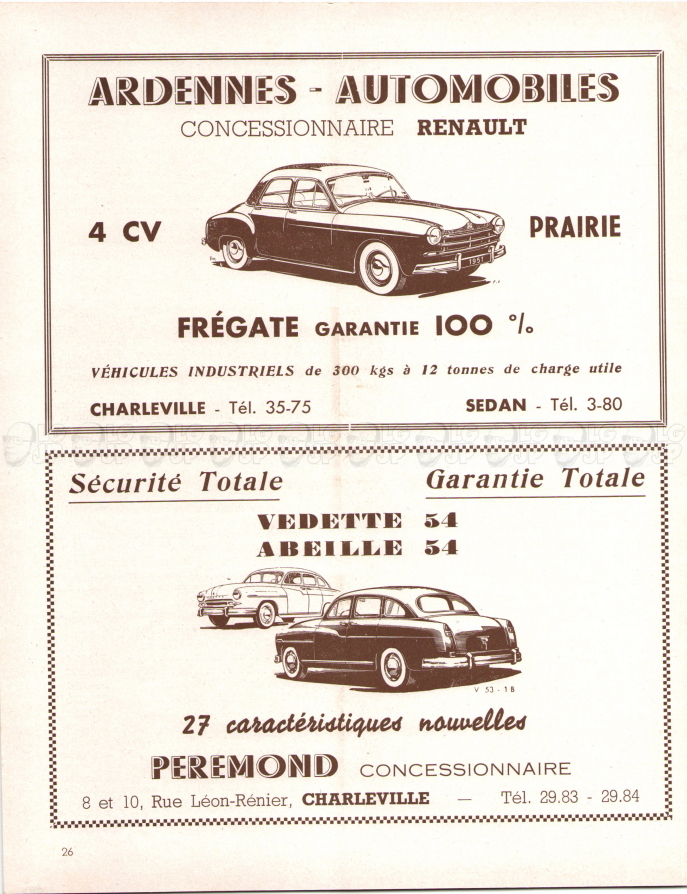 ARDENNES - AUTOMOBILES
CONCESSIONNAIRE RENAULT
4 CV
PRAIRIE
1951
FRÉGATE GARANTIE 100 %
VÉHICULES INDUSTRIELS de 300 kgs à 12 tonnes de charge utile
CHARLEVILLE - Tél. 35-75
SEDAN - Tél. 3-80
Sécurité Totale
Garantie Totale
VEDETTE 54
ABEILLE 54
V 53 - 1 B
27 caractéristiques nouvelles
PEREMOND CONCESSIONNAIRE
8 et 10, Rue Léon-Rénier, CHARLEVILLE — Tél. 29.83 - 29.84
26